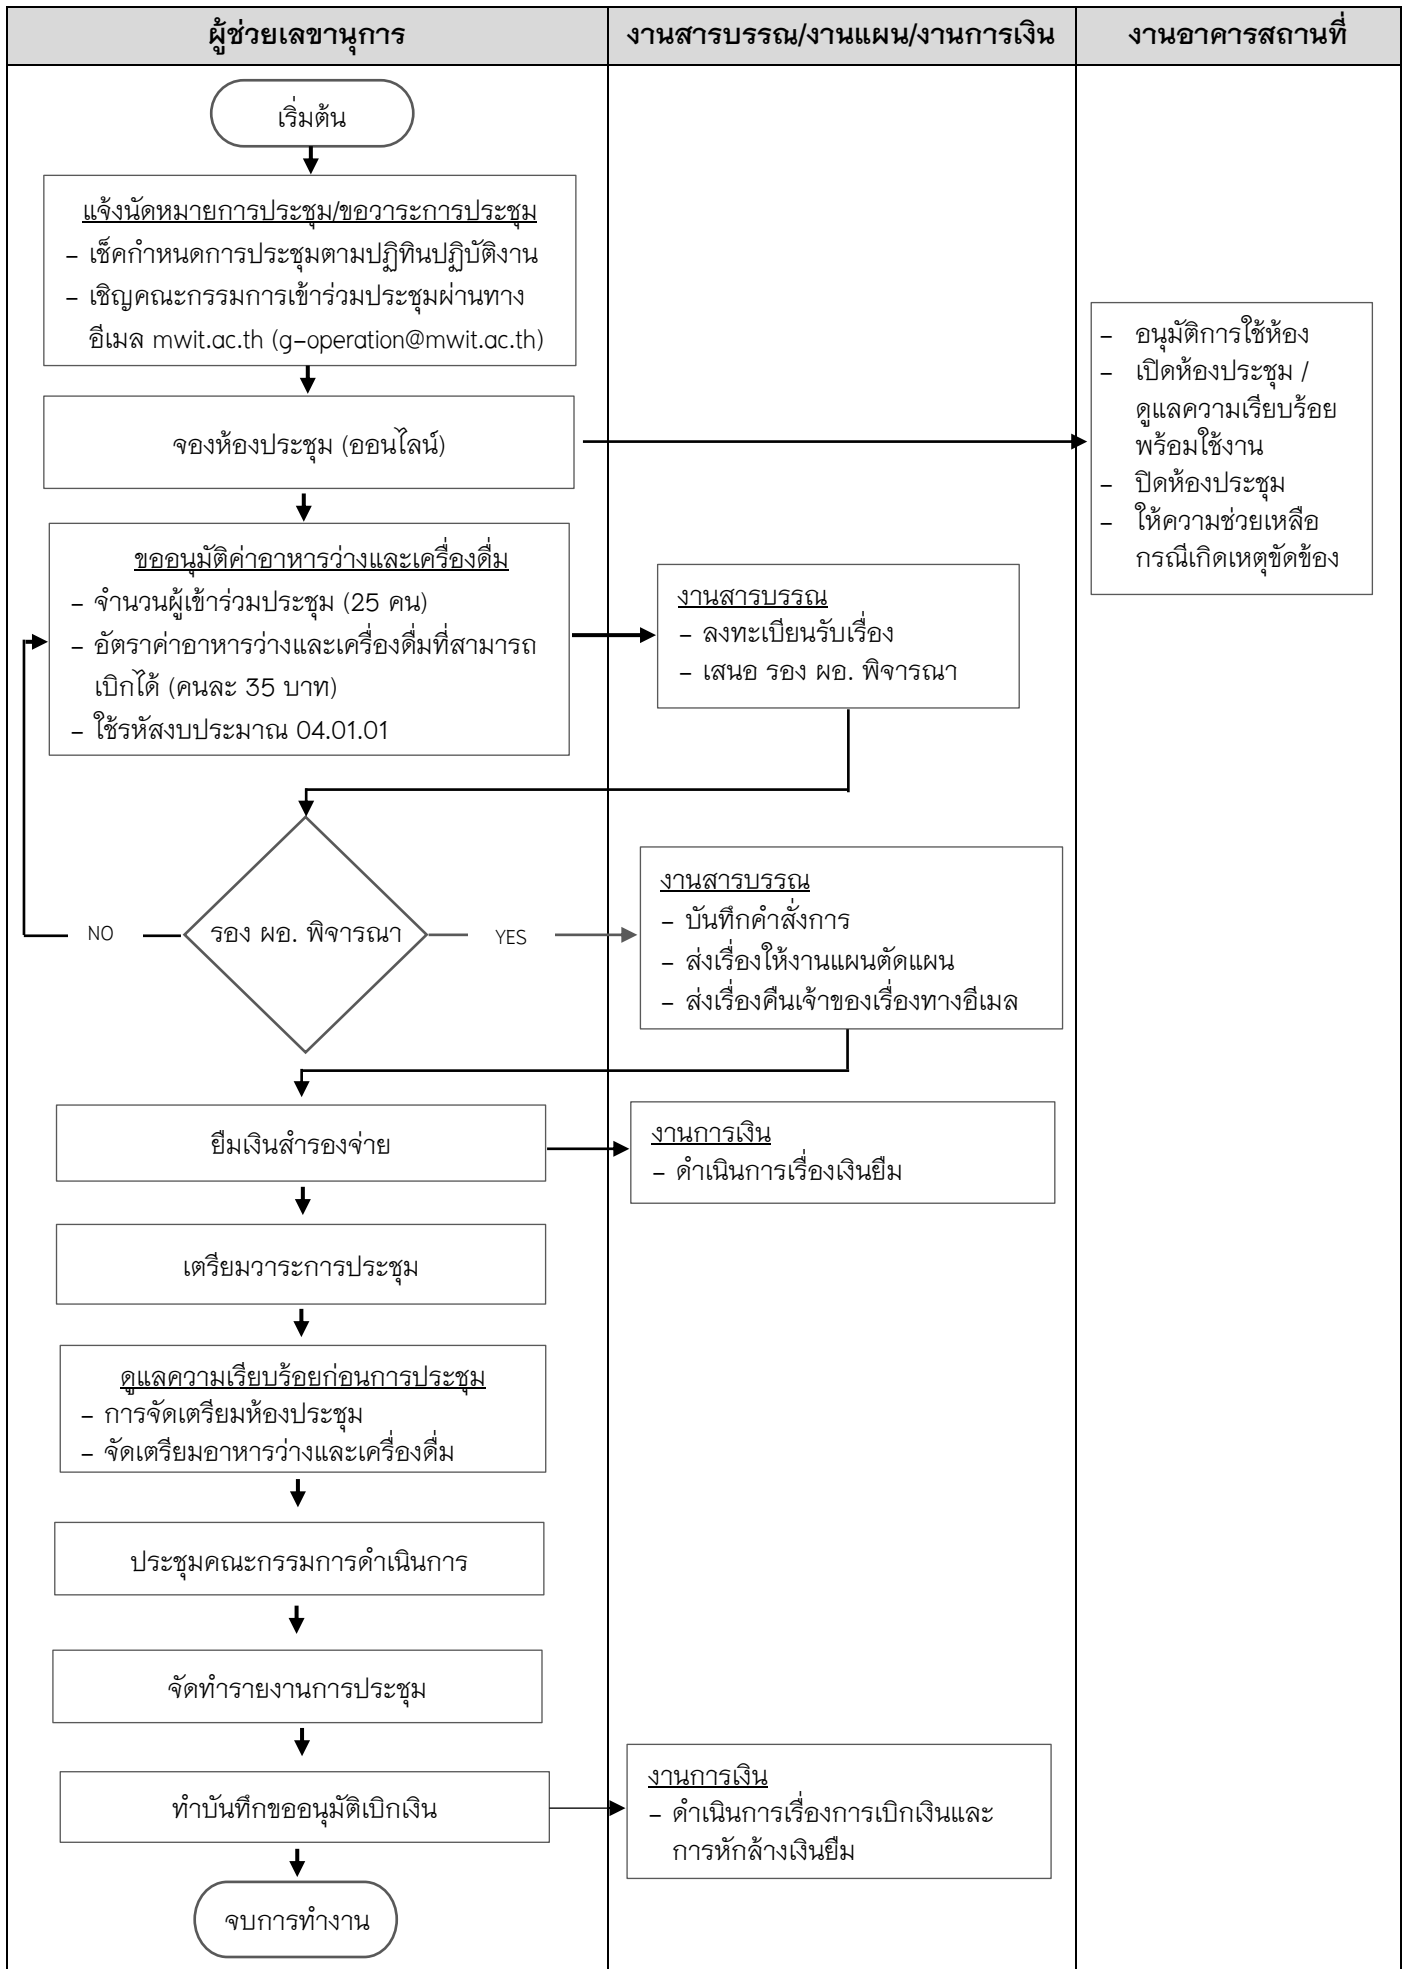 ผู้ช่วยเลขานุการ
งานสารบรรณ/งานแผน/งานการเงิน
งานอาคารสถานที่
เริ่มต้น
แจ้งนัดหมายการประชุม/ขอวาระการประชุม
- เช็คกำหนดการประชุมตามปฏิทินปฏิบัติงาน
- เชิญคณะกรรมการเข้าร่วมประชุมผ่านทาง
อีเมล mwit.ac.th (g-operation@mwit.ac.th)
จองห้องประชุม (ออนไลน์)
- อนุมัติการใช้ห้อง
- เปิดห้องประชุม /
ดูแลความเรียบร้อย
พร้อมใช้งาน
- ปิดห้องประชุม
- ให้ความช่วยเหลือ
กรณีเกิดเหตุขัดข้อง
ขออนุมัติค่าอาหารว่างและเครื่องดื่ม
- จำนวนผู้เข้าร่วมประชุม (25 คน)
- อัตราค่าอาหารว่างและเครื่องดื่มที่สามารถ
เบิกได้ (คนละ 35 บาท)
- ใช้รหัสงบประมาณ 04.01.01
งานสารบรรณ
- ลงทะเบียนรับเรื่อง
- เสนอ รอง ผอ. พิจารณา
NO
รอง ผอ. พิจารณา
YES
งานสารบรรณ
- บันทึกคำสั่งการ
- ส่งเรื่องให้งานแผนตัดแผน
- ส่งเรื่องคืนเจ้าของเรื่องทางอีเมล
ยืมเงินสำรองจ่าย
งานการเงิน
- ดำเนินการเรื่องเงินยืม
เตรียมวาระการประชุม
ดูแลความเรียบร้อยก่อนการประชุม
- การจัดเตรียมห้องประชุม
- จัดเตรียมอาหารว่างและเครื่องดื่ม
ประชุมคณะกรรมการดำเนินการ
จัดทำรายงานการประชุม
ทำบันทึกขออนุมัติเบิกเงิน
งานการเงิน
- ดำเนินการเรื่องการเบิกเงินและ
การหักล้างเงินยืม
จบการทำงาน